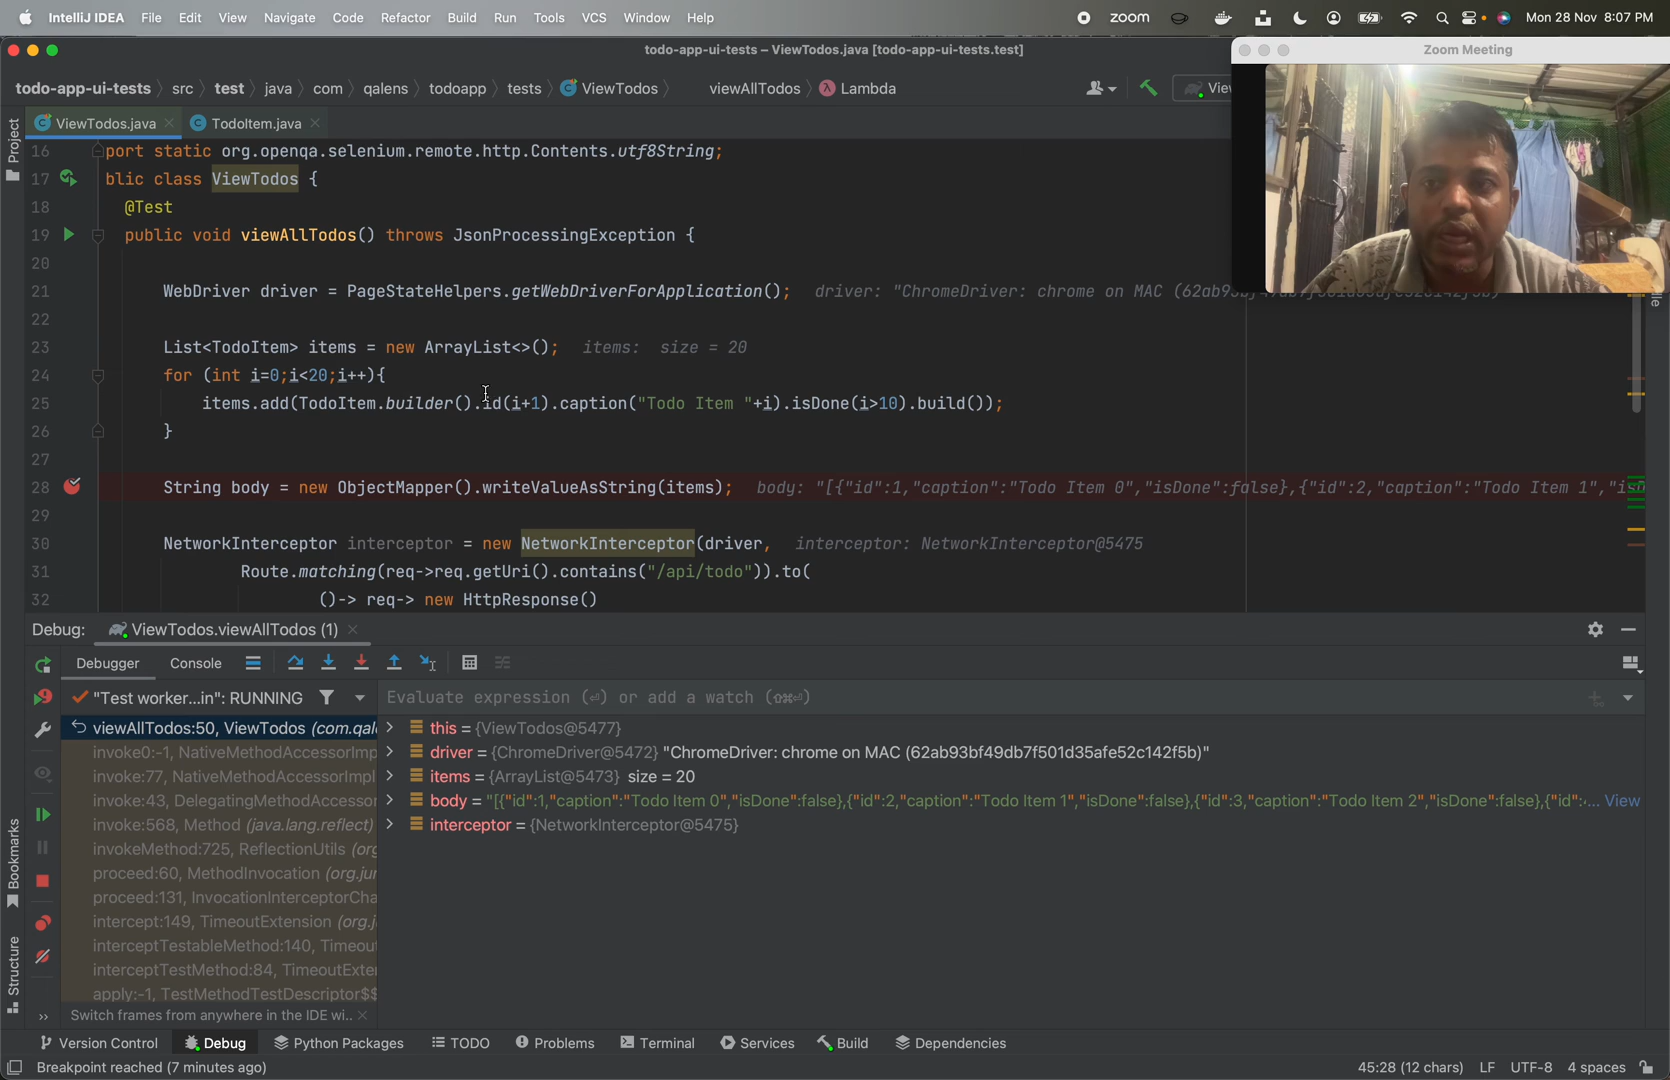 IntelliJ IDEA File Edit View Navigate Code Refactor Build Run Tools VCS Window Help zoom Mon 28 Nov 8:07 PM
todo-app-ui-tests – ViewTodos.java [todo-app-ui-tests.test]
Zoom Meeting
todo-app-ui-tests src test java com qalens todoapp tests ViewTodos viewAllTodos Lambda
ViewTodos.java TodoItem.java
Project
16 port static org.openqa.selenium.remote.http.Contents.utf8String;
17 blic class ViewTodos {
18 @Test
19 public void viewAllTodos() throws JsonProcessingException {
20
21 WebDriver driver = PageStateHelpers.getWebDriverForApplication(); driver: "ChromeDriver: chrome on MAC
22
23 List<TodoItem> items = new ArrayList<>(); items: size = 20
24 for (int i=0;i<20;i++){
25 items.add(TodoItem.builder().id(i+1).caption("Todo Item "+i).isDone(i>10).build());
26 }
27
28 String body = new ObjectMapper().writeValueAsString(items); body: "[{"id":1,"caption":"Todo Item 0","isDone":false},{"id":2,"caption":"Todo Item 1","isD
29
30 NetworkInterceptor interceptor = new NetworkInterceptor(driver, interceptor: NetworkInterceptor@5475
31 Route.matching(req->req.getUri().contains("/api/todo")).to(
32 ()-> req-> new HttpResponse()
Debug: ViewTodos.viewAllTodos (1)
Debugger Console
"Test worker...in": RUNNING
Evaluate expression (⏎) or add a watch (⇧⌘⏎)
viewAllTodos:50, ViewTodos (com.qal
invoke0:-1, NativeMethodAccessorImp
invoke:77, NativeMethodAccessorImpl
invoke:43, DelegatingMethodAccessor
invoke:568, Method (java.lang.reflect)
invokeMethod:725, ReflectionUtils (org
proceed:60, MethodInvocation (org.jun
proceed:131, InvocationInterceptorCha
intercept:149, TimeoutExtension (org.j
interceptTestableMethod:140, Timeout
interceptTestMethod:84, TimeoutExte
apply:-1, TestMethodTestDescriptor$$
Switch frames from anywhere in the IDE wi..
this = {ViewTodos@5477}
driver = {ChromeDriver@5472} "ChromeDriver: chrome on MAC (62ab93bf49db7f501d35afe52c142f5b)"
items = {ArrayList@5473} size = 20
body = "[{"id":1,"caption":"Todo Item 0","isDone":false},{"id":2,"caption":"Todo Item 1","isDone":false},{"id":3,"caption":"Todo Item 2","isDone":false},{"id":... View
interceptor = {NetworkInterceptor@5475}
Bookmarks
Structure
Version Control Debug Python Packages TODO Problems Terminal Services Build Dependencies
Breakpoint reached (7 minutes ago)
45:28 (12 chars) LF UTF-8 4 spaces